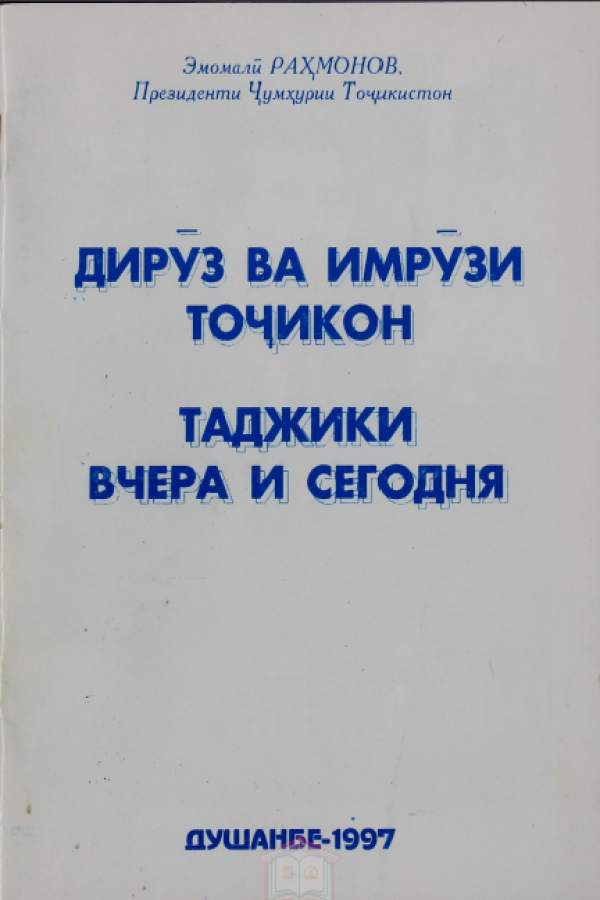 Эмомалӣ РАҲМОНОВ,
Президенти Ҷумҳурии Тоҷикистон
ДИРӮЗ ВА ИМРӮЗИ
ТОҶИКОН
ТАДЖИКИ
ВЧЕРА И СЕГОДНЯ
ДУШАНБЕ-1997